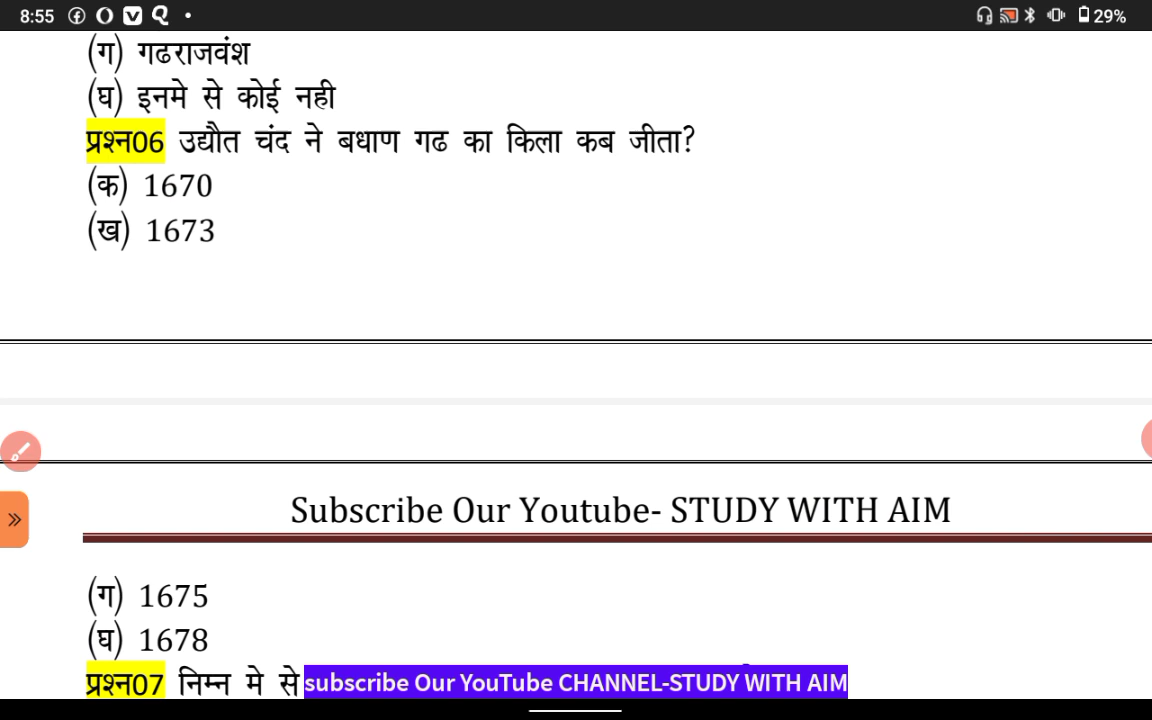 8:55
29%
(ग) गढराजवंश
(घ) इनमे से कोई नही
प्रश्न06 उद्यौत चंद ने बधाण गढ का किला कब जीता?
(क) 1670
(ख) 1673
Subscribe Our Youtube- STUDY WITH AIM
(ग) 1675
(घ) 1678
प्रश्न07 निम्न मे से
subscribe Our YouTube CHANNEL-STUDY WITH AIM